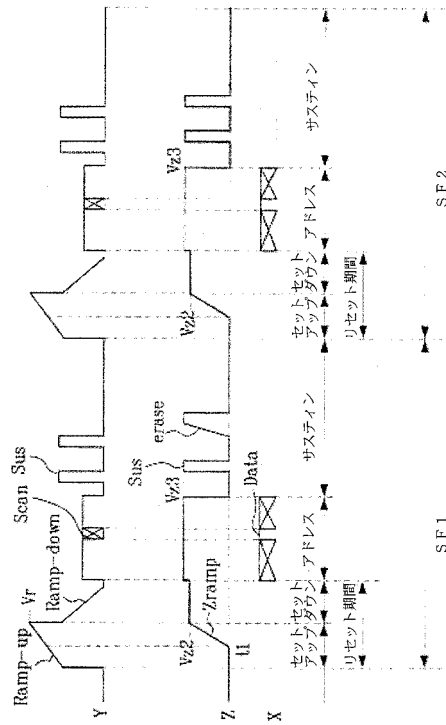 Ramp-up
Vr
Ramp-down
Scan
Sus
Y
Vz2
Vz3
Sus
erase
Vz2
Vz3
Z
t1
Zramp
Data
X
セット
アップ
セット
ダウン
アドレス
サスティン
セット
アップ
セット
ダウン
アドレス
サスティン
リセット期間
リセット期間
SF1
SF2